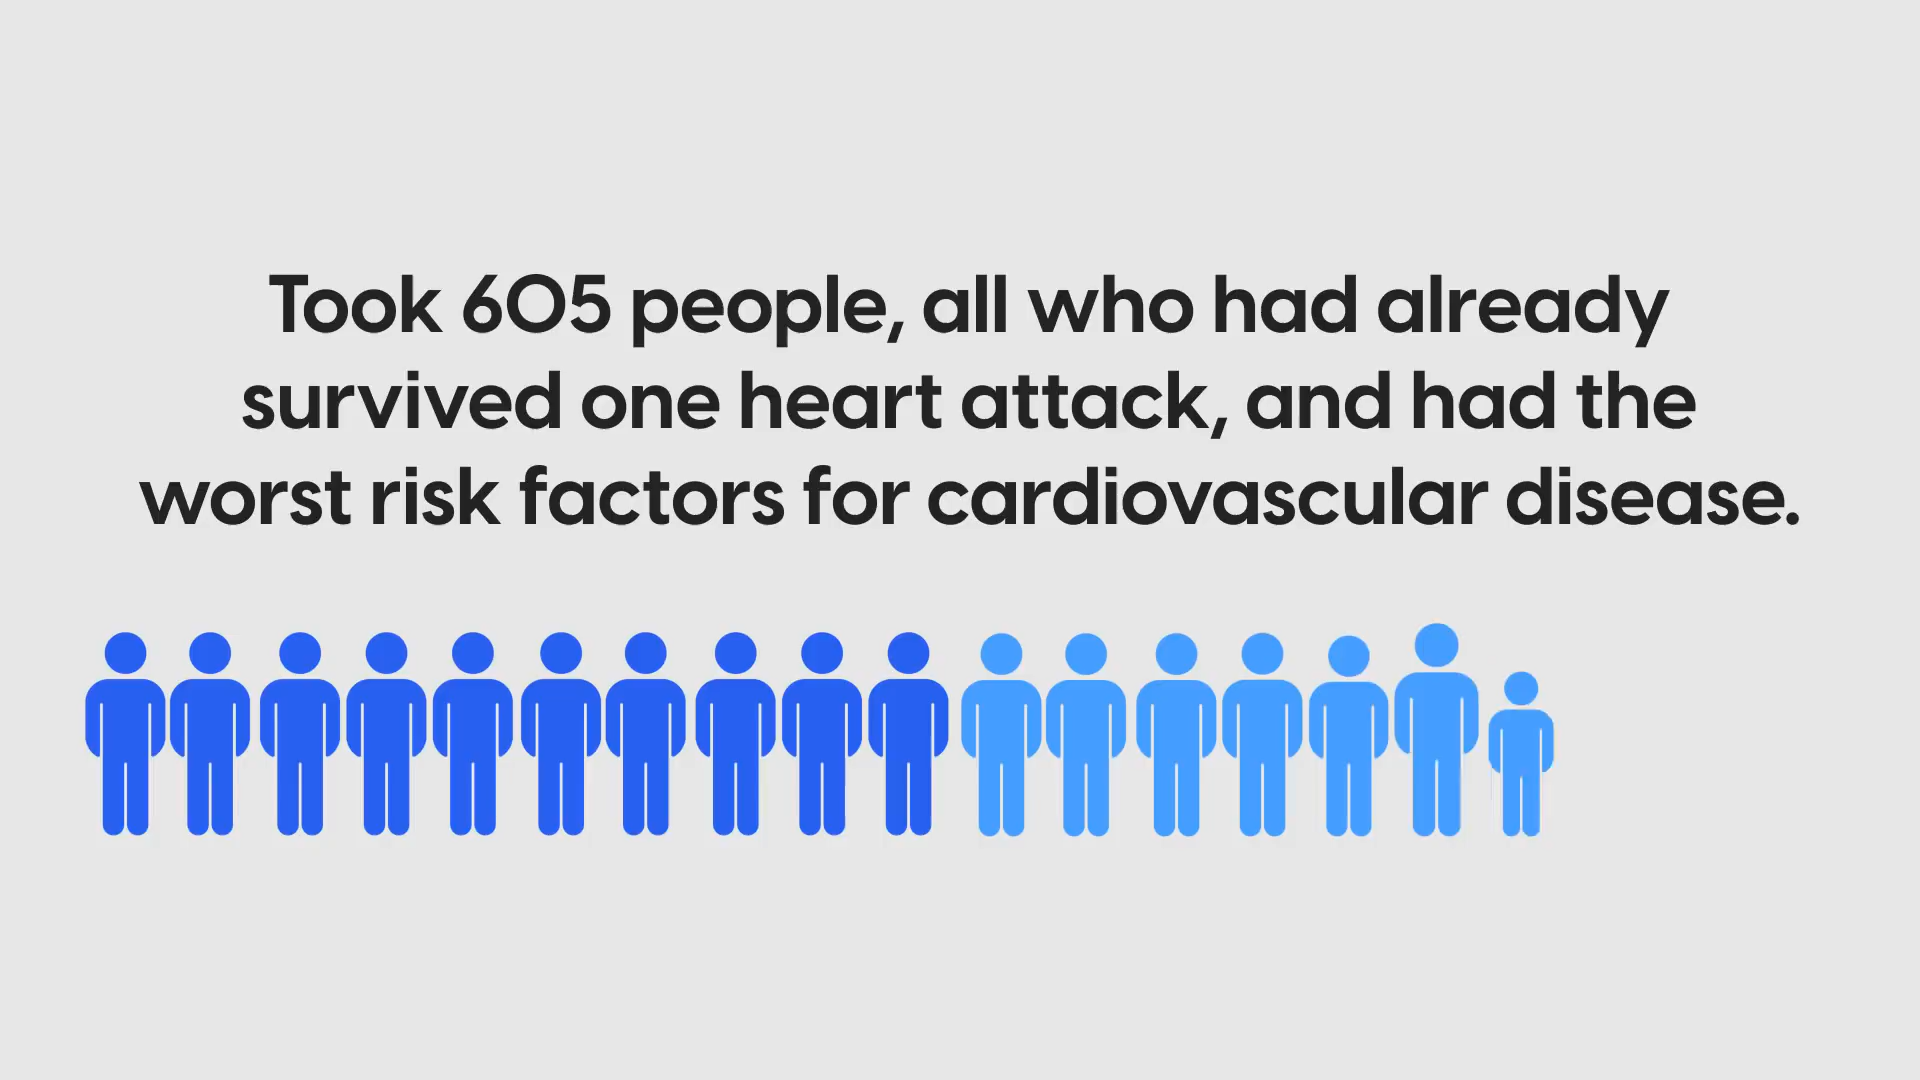 Took 605 people, all who had already
survived one heart attack, and had the
worst risk factors for cardiovascular disease.